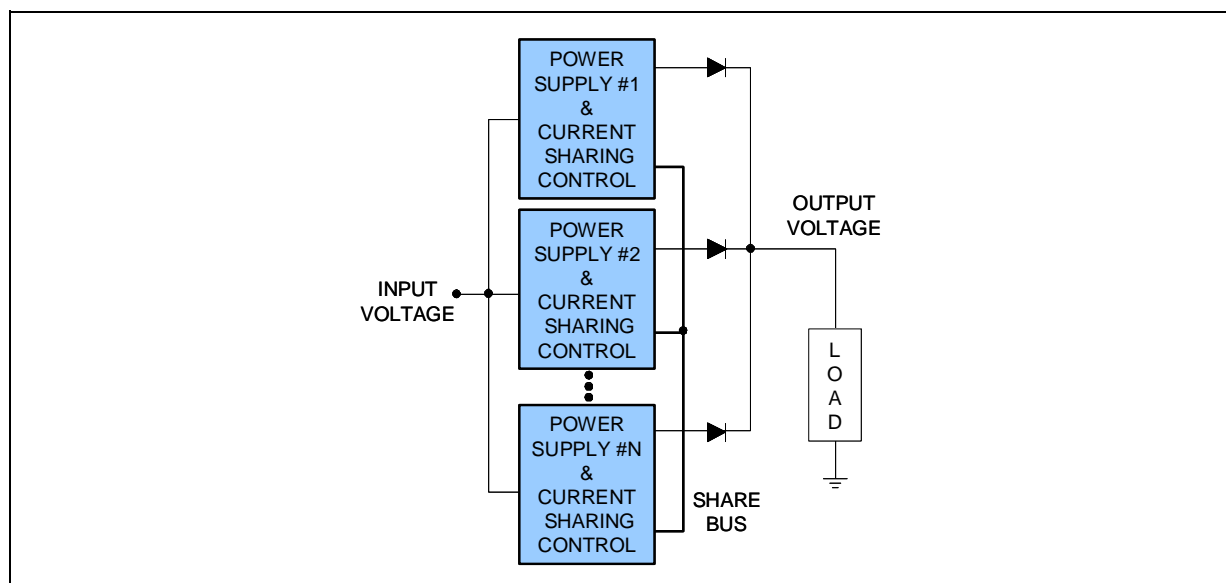 POWER
SUPPLY #1
&
CURRENT
SHARING
CONTROL
POWER
SUPPLY #2
&
CURRENT
SHARING
CONTROL
POWER
SUPPLY #N
&
CURRENT
SHARING
CONTROL
INPUT
VOLTAGE
SHARE
BUS
OUTPUT
VOLTAGE
L
O
A
D